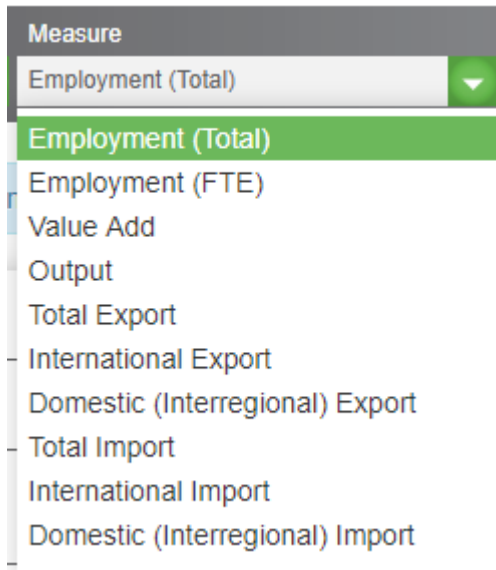 Measure
Employment (Total)
Employment (Total)
Employment (FTE)
Value Add
Output
Total Export
International Export
Domestic (Interregional) Export
Total Import
International Import
Domestic (Interregional) Import